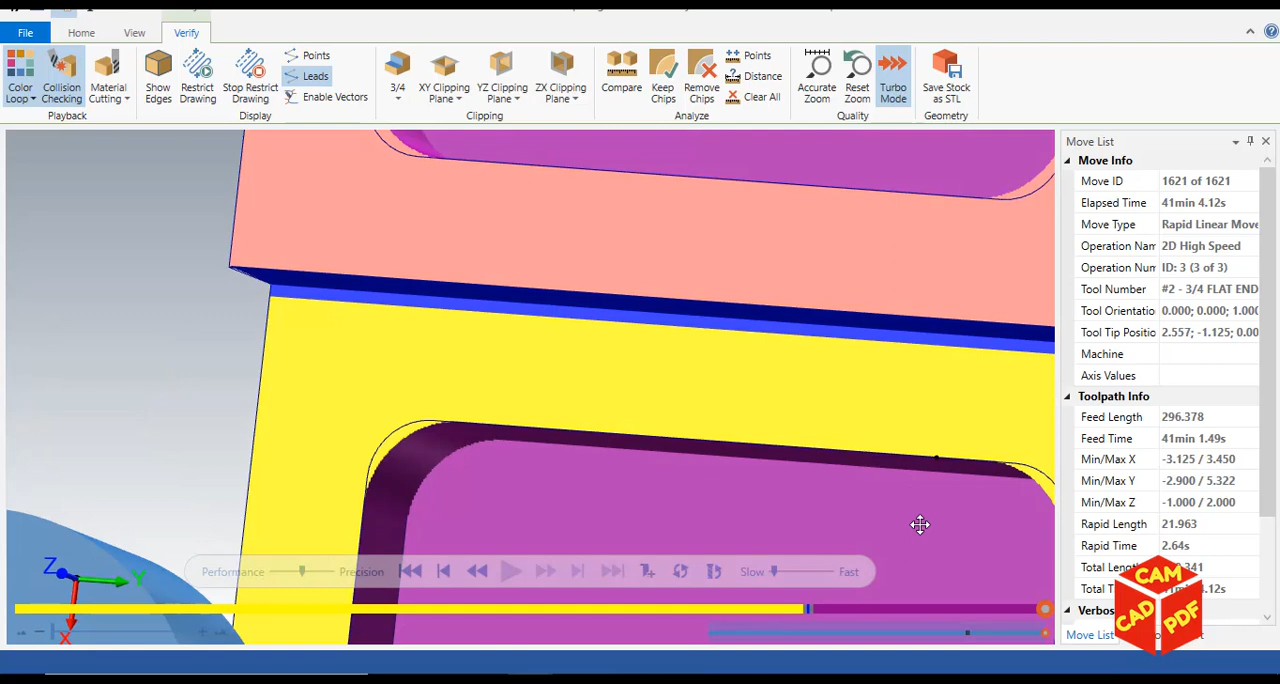 File Home View Verify
Color Loop
Collision Checking
Material Cutting
Playback
Show Edges
Restrict Drawing
Stop Restrict Drawing
Points
Leads
Enable Vectors
Display
3/4
XY Clipping Plane
YZ Clipping Plane
ZX Clipping Plane
Clipping
Compare
Keep Chips
Remove Chips
Points
Distance
Clear All
Analyze
Accurate Zoom
Reset Zoom
Turbo Mode
Quality
Save Stock as STL
Geometry
Move List
Move Info
Move ID 1621 of 1621
Elapsed Time 41min 4.12s
Move Type Rapid Linear Move
Operation Nam 2D High Speed
Operation Num ID: 3 (3 of 3)
Tool Number #2 - 3/4 FLAT END
Tool Orientatio 0.000; 0.000; 1.000
Tool Tip Positio 2.557; -1.125; 0.00
Machine
Axis Values
Toolpath Info
Feed Length 296.378
Feed Time 41min 1.49s
Min/Max X -3.125 / 3.450
Min/Max Y -2.900 / 5.322
Min/Max Z -1.000 / 2.000
Rapid Length 21.963
Rapid Time 2.64s
Verbos
Move List
Z Y X
Performance Precision Slow Fast
CAM
CAD PDF